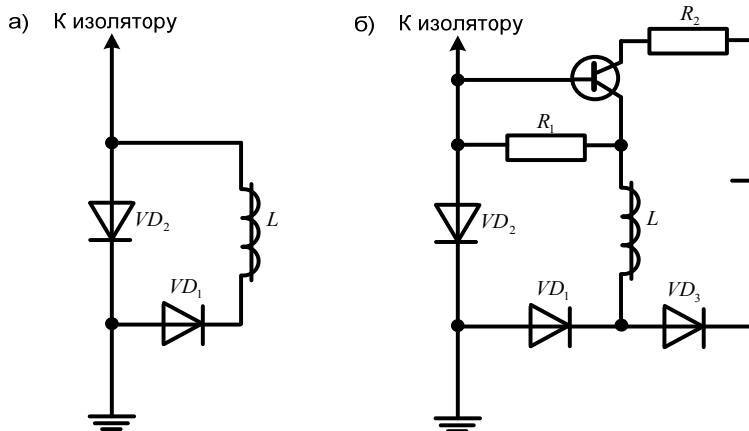 а) К изолятору
б) К изолятору
R2
R1
VD2
L
VD2
L
VD1
VD1
VD3